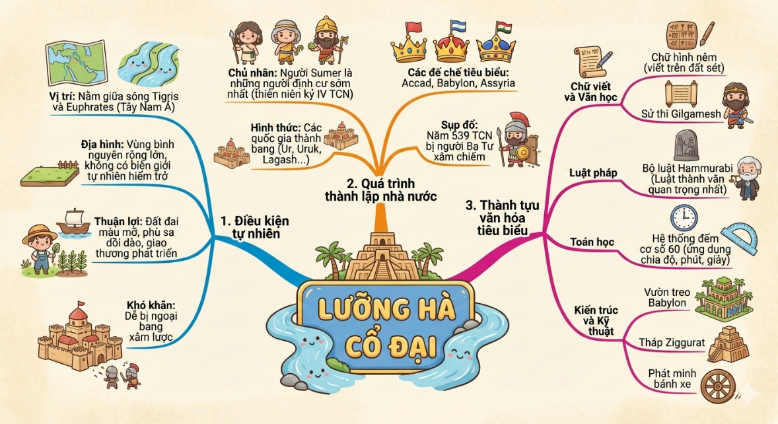 LƯỠNG HÀ
CỔ ĐẠI
1. Điều kiện
tự nhiên
Vị trí: Nằm giữa sông Tigris
và Euphrates (Tây Nam Á)
Địa hình: Vùng bình
nguyên rộng lớn,
không có biên giới
tự nhiên hiểm trở
Thuận lợi: Đất đai
màu mỡ, phù sa
dồi dào, giao
thương phát triển
Khó khăn:
Dễ bị ngoại
bang
xâm lược
2. Quá trình
thành lập nhà nước
Chủ nhân: Người Sumer là
những người định cư sớm
nhất (thiên niên kỷ IV TCN)
Hình thức: Các
quốc gia thành
bang (Ur, Uruk,
Lagash...)
Các đế chế tiêu biểu:
Accad, Babylon, Assyria
Sụp đổ:
Năm 539 TCN
bị người Ba Tư
xâm chiếm
3. Thành tựu
văn hóa
tiêu biểu
Chữ viết
và Văn học
Chữ hình nêm
(viết trên đất sét)
Sử thi Gilgamesh
Luật pháp
Bộ luật Hammurabi
(Luật thành văn
quan trọng nhất)
Toán học
Hệ thống đếm
cơ số 60 (ứng dụng
chia độ, phút, giây)
Kiến trúc
và Kỹ
thuật
Vườn treo
Babylon
Tháp Ziggurat
Phát minh
bánh xe